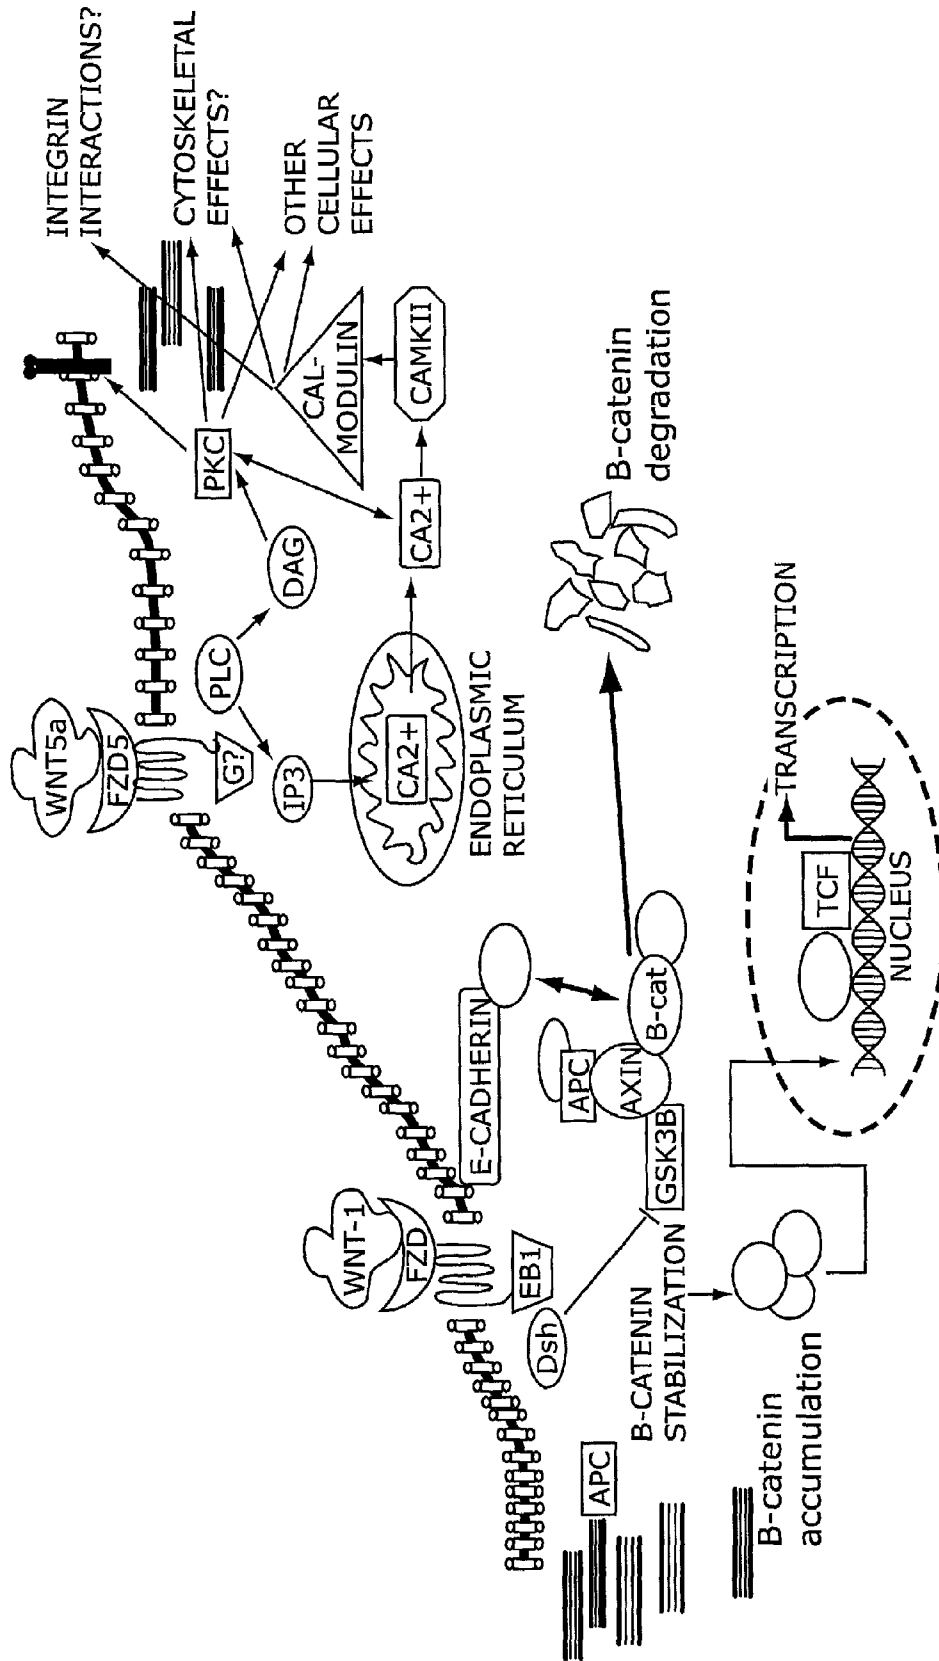 WNT-1
FZD
EB1
Dsh
APC
B-CATENIN
STABILIZATION
B-catenin
accumulation
E-CADHERIN
APC
AXIN
GSK3B
B-cat
TCF
NUCLEUS
TRANSCRIPTION
B-catenin
degradation
WNT5a
FZD5
G?
PLC
IP3
DAG
CA2+
ENDOPLASMIC
RETICULUM
PKC
CA2+
CAL-
MODULIN
CAMKII
INTEGRIN
INTERACTIONS?
CYTOSKELETAL
EFFECTS?
OTHER
CELLULAR
EFFECTS